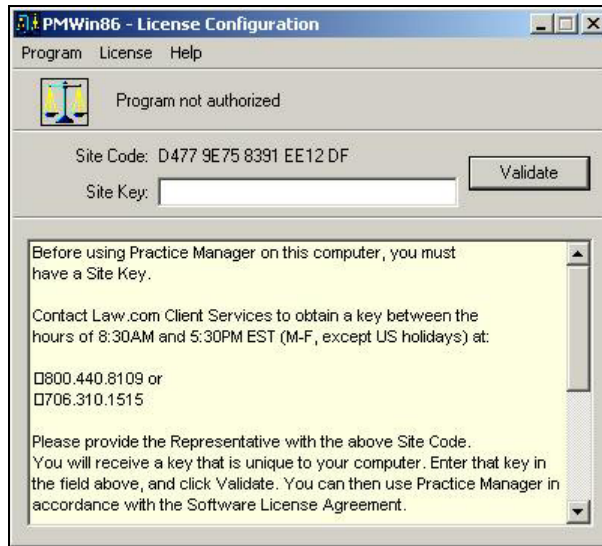 PMWin86 - License Configuration
Program License Help
Program not authorized
Site Code: D477 9E75 8391 EE12 DF
Validate
Site Key:
Before using Practice Manager on this computer, you must
have a Site Key.
Contact Law.com Client Services to obtain a key between the
hours of 8:30AM and 5:30PM EST (M-F, except US holidays) at:
□800.440.8109 or
□706.310.1515
Please provide the Representative with the above Site Code.
You will receive a key that is unique to your computer. Enter that key in
the field above, and click Validate. You can then use Practice Manager in
accordance with the Software License Agreement.